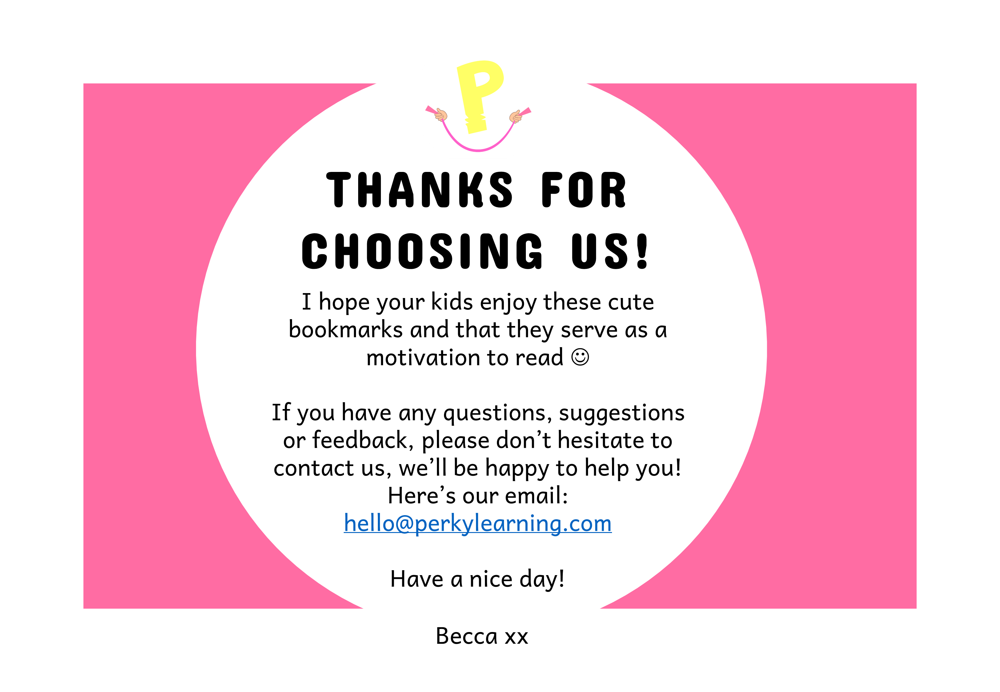 P
THANKS FOR
CHOOSING US!
I hope your kids enjoy these cute
bookmarks and that they serve as a
motivation to read ☺
If you have any questions, suggestions
or feedback, please don’t hesitate to
contact us, we’ll be happy to help you!
Here’s our email:
hello@perkylearning.com
Have a nice day!
Becca xx